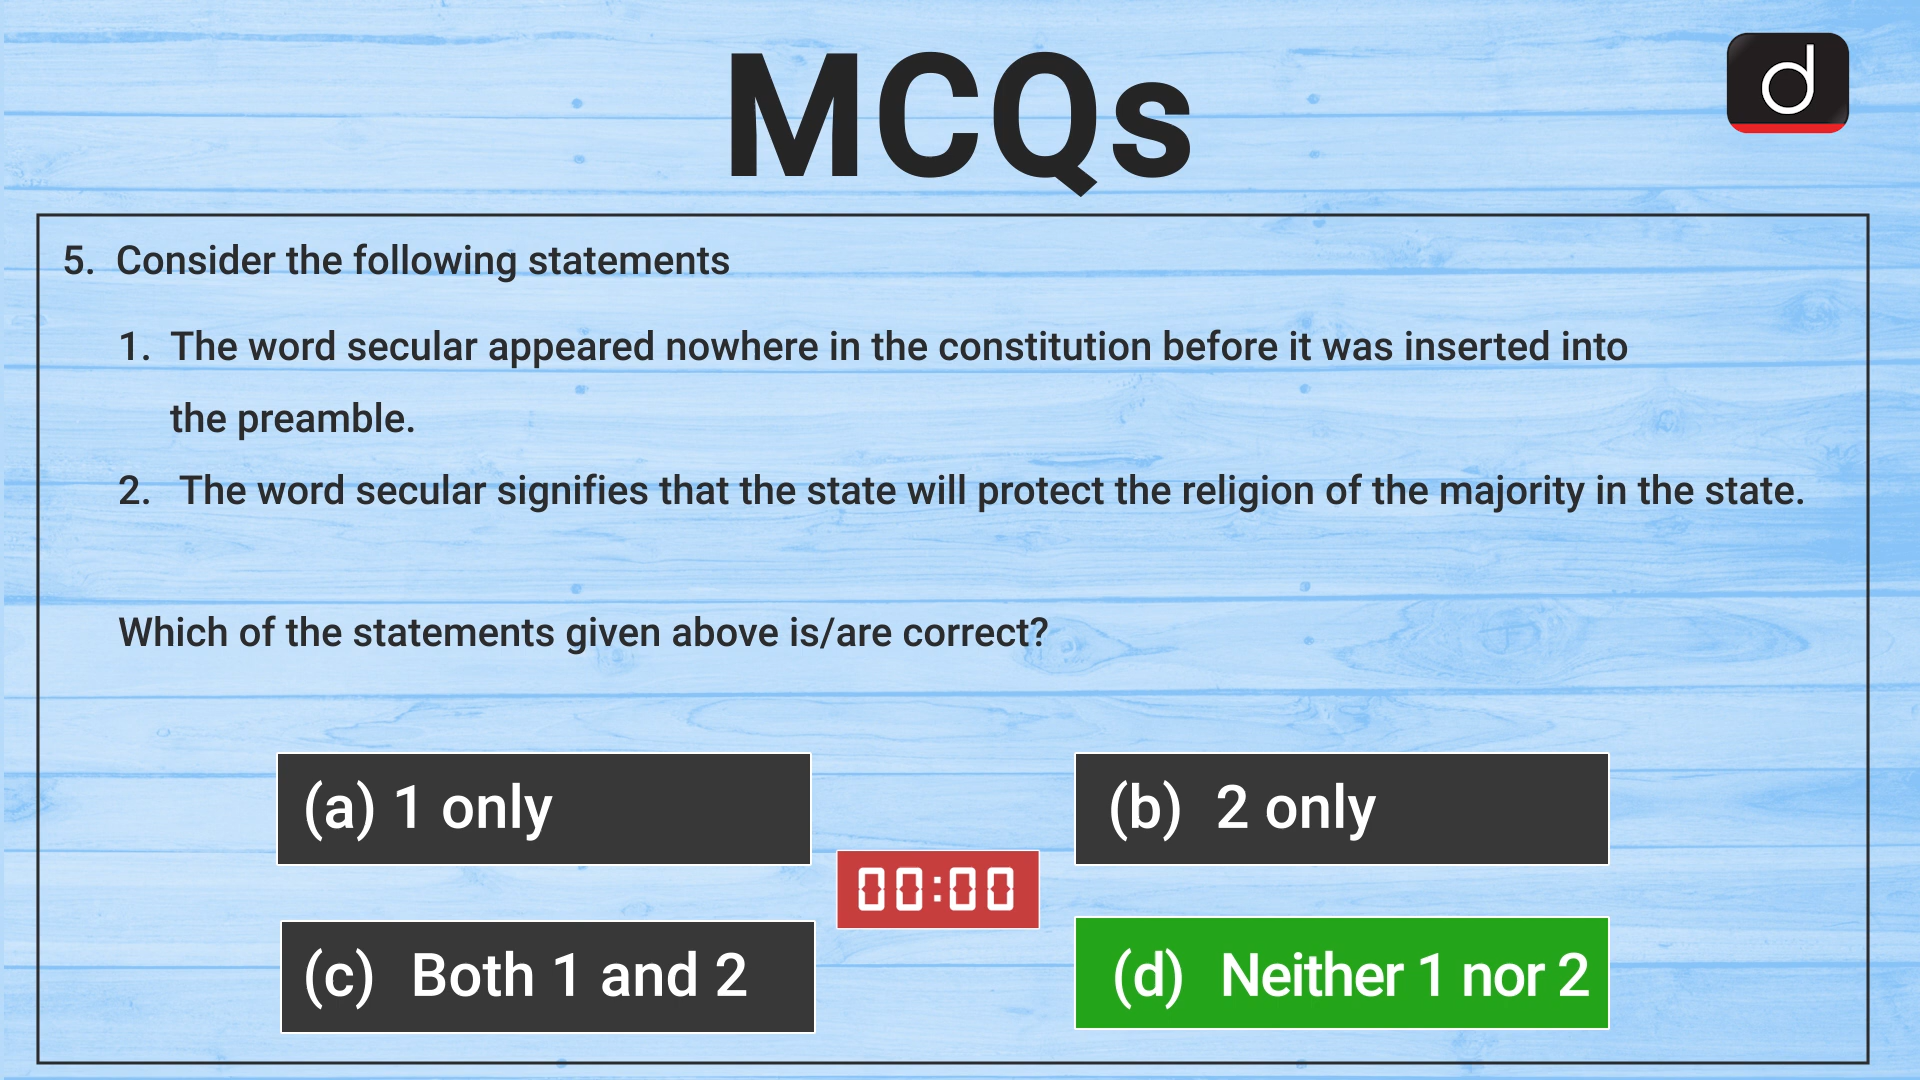 MCQs
d
5. Consider the following statements
1. The word secular appeared nowhere in the constitution before it was inserted into
the preamble.
2. The word secular signifies that the state will protect the religion of the majority in the state.
Which of the statements given above is/are correct?
(a) 1 only
(b) 2 only
00:00
(c) Both 1 and 2
(d) Neither 1 nor 2